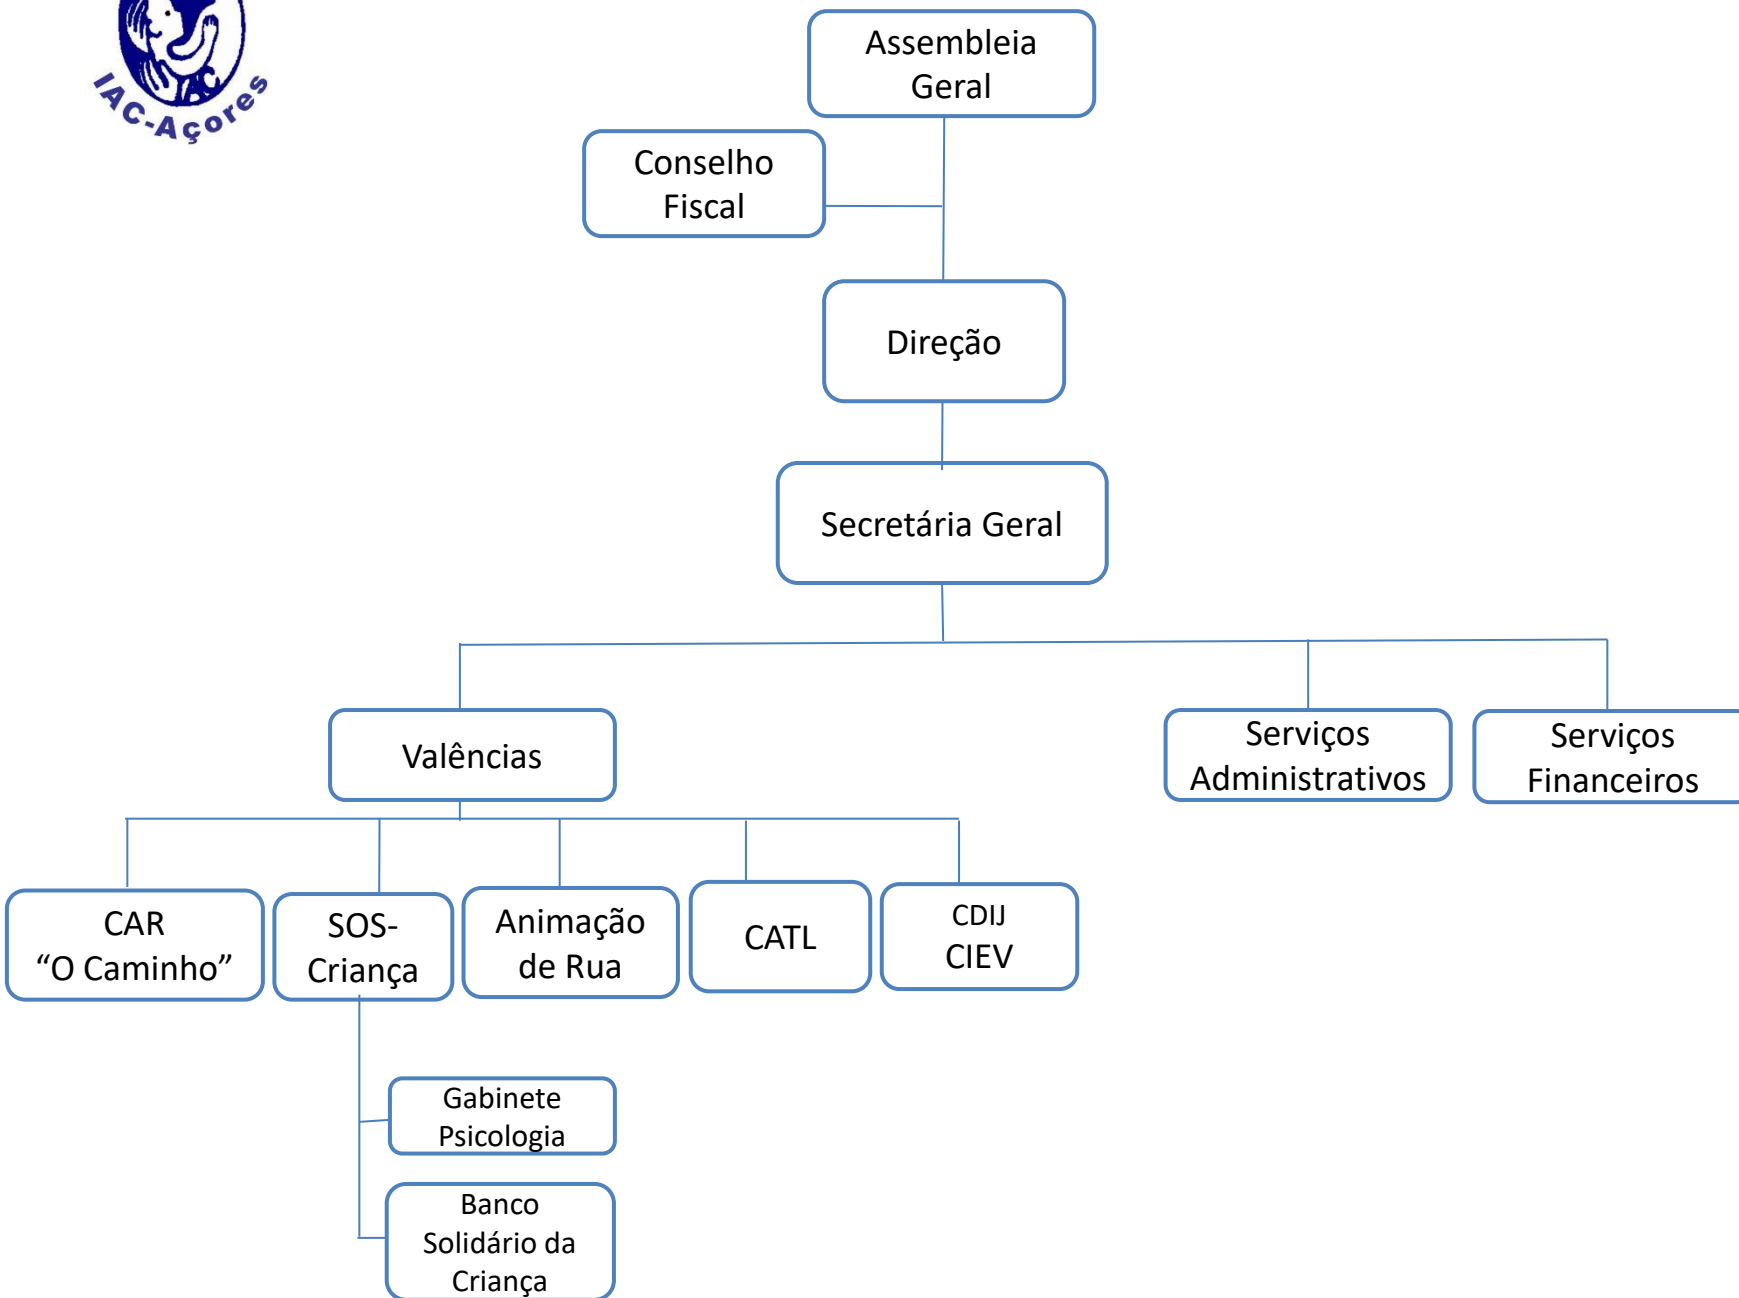 IAC
IAC-Açores
Assembleia
Geral
Conselho
Fiscal
Direção
Secretária Geral
Valências
Serviços
Administrativos
Serviços
Financeiros
CAR
“O Caminho”
SOS-
Criança
Animação
de Rua
CATL
CDIJ
CIEV
Gabinete
Psicologia
Banco
Solidário da
Criança